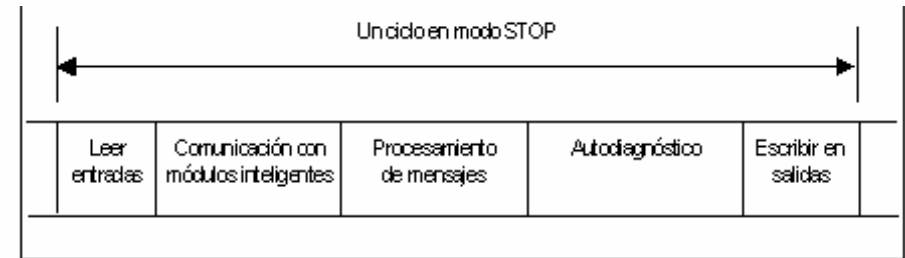 Un ciclo en modo STOP
Leer
entradas
Comunicación con
módulos inteligentes
Procesamiento
de mensajes
Autodiagnóstico
Escribir en
salidas